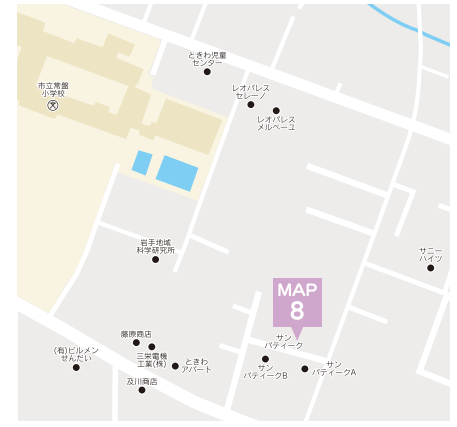 ときわ児童
センター
市立常盤
小学校
文
レオパレス
セレーノ
レオパレス
メルベーユ
岩手地域
科学研究所
サニー
ハイツ
MAP
8
藤原商店
サン
パティーク
(有)ビルメン
せんだい
三栄電機
工業(株)
ときわ
アパート
サン
パティークB
サン
パティークA
及川商店